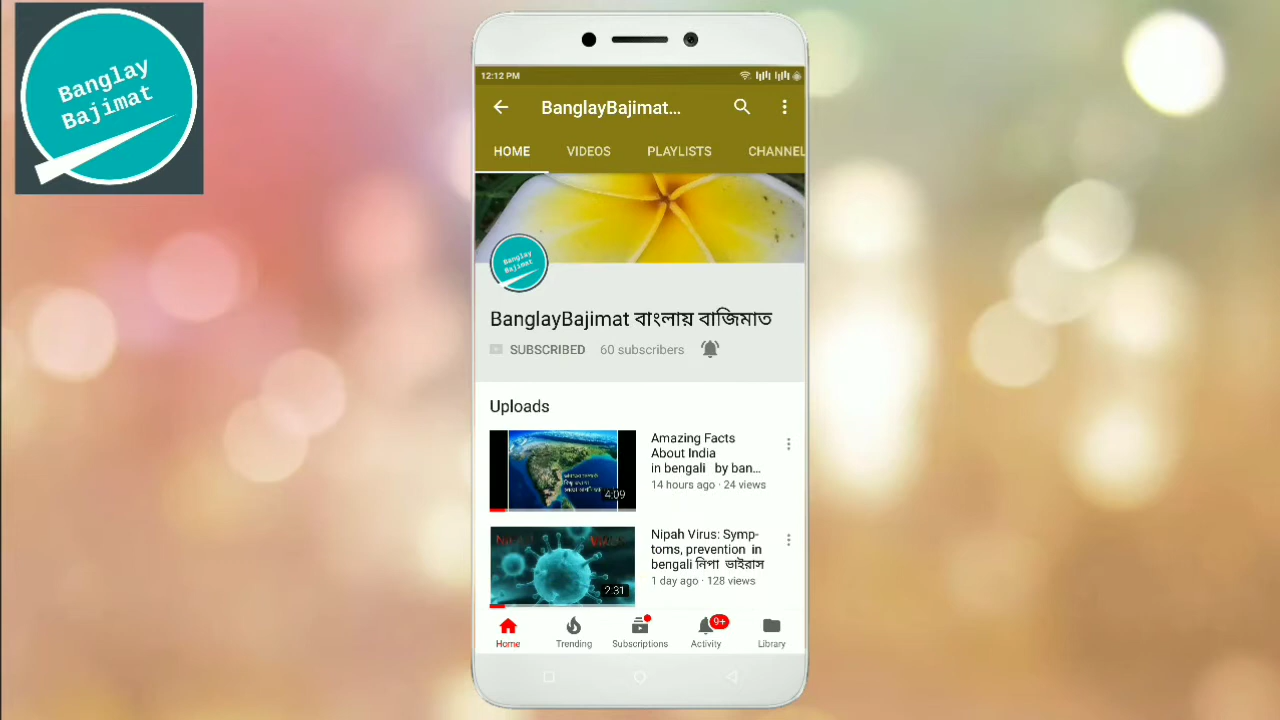 Banglay
Bajimat
12:12 PM
BanglayBajimat...
HOME VIDEOS PLAYLISTS CHANNEL
Banglay
Bajimat
BanglayBajimat বাংলায় বাজিমাত
SUBSCRIBED 60 subscribers
Uploads
Amazing Facts
About India
in bengali by ban...
14 hours ago · 24 views
4:09
Nipah Virus: Symp-
toms, prevention in
bengali নিপা ভাইরাস
1 day ago · 128 views
2:31
9+
Home Trending Subscriptions Activity Library